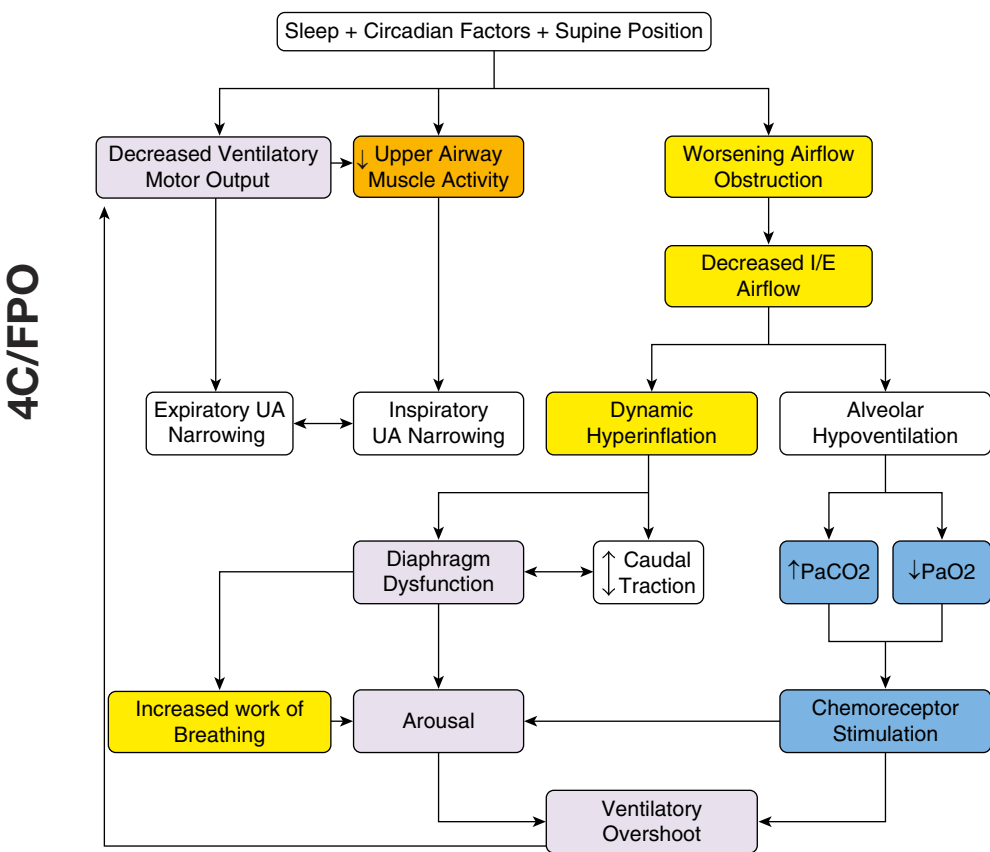 Sleep + Circadian Factors + Supine Position
Decreased Ventilatory
Motor Output
↓ Upper Airway
Muscle Activity
Worsening Airflow
Obstruction
Decreased I/E
Airflow
4C/FPO
Expiratory UA
Narrowing
Inspiratory
UA Narrowing
Dynamic
Hyperinflation
Alveolar
Hypoventilation
Diaphragm
Dysfunction
↑ Caudal
↓ Traction
↑PaCO2
↓PaO2
Increased work of
Breathing
Arousal
Chemoreceptor
Stimulation
Ventilatory
Overshoot